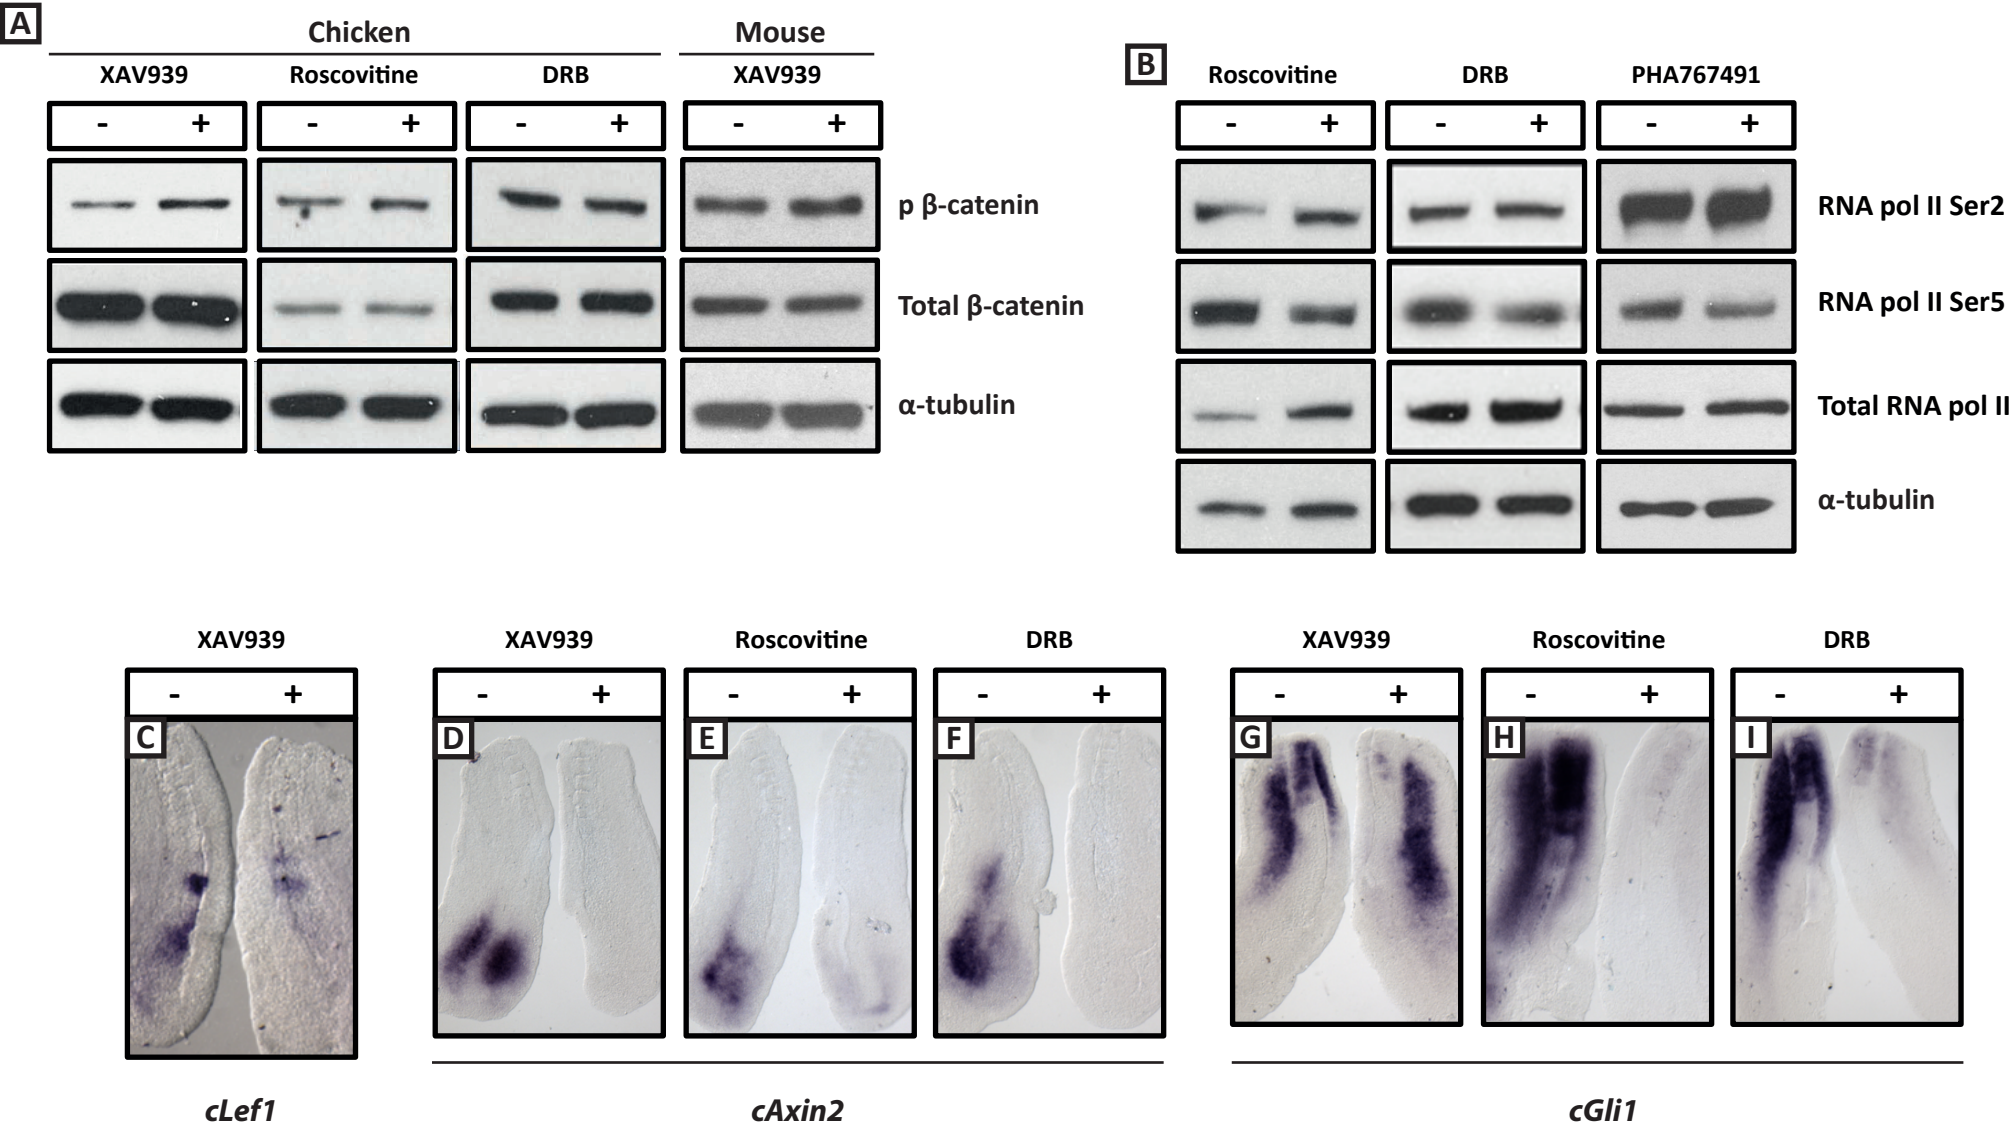 A
Chicken
Mouse
XAV939 Roscovitine DRB XAV939
- + - + - + - +
p β-catenin
Total β-catenin
α-tubulin
B
Roscovitine DRB PHA767491
- + - + - +
RNA pol II Ser2
RNA pol II Ser5
Total RNA pol II
α-tubulin
XAV939 XAV939 Roscovitine DRB XAV939 Roscovitine DRB
- + - + - + - + - + - + - +
C D E F G H I
cLef1 cAxin2 cGli1